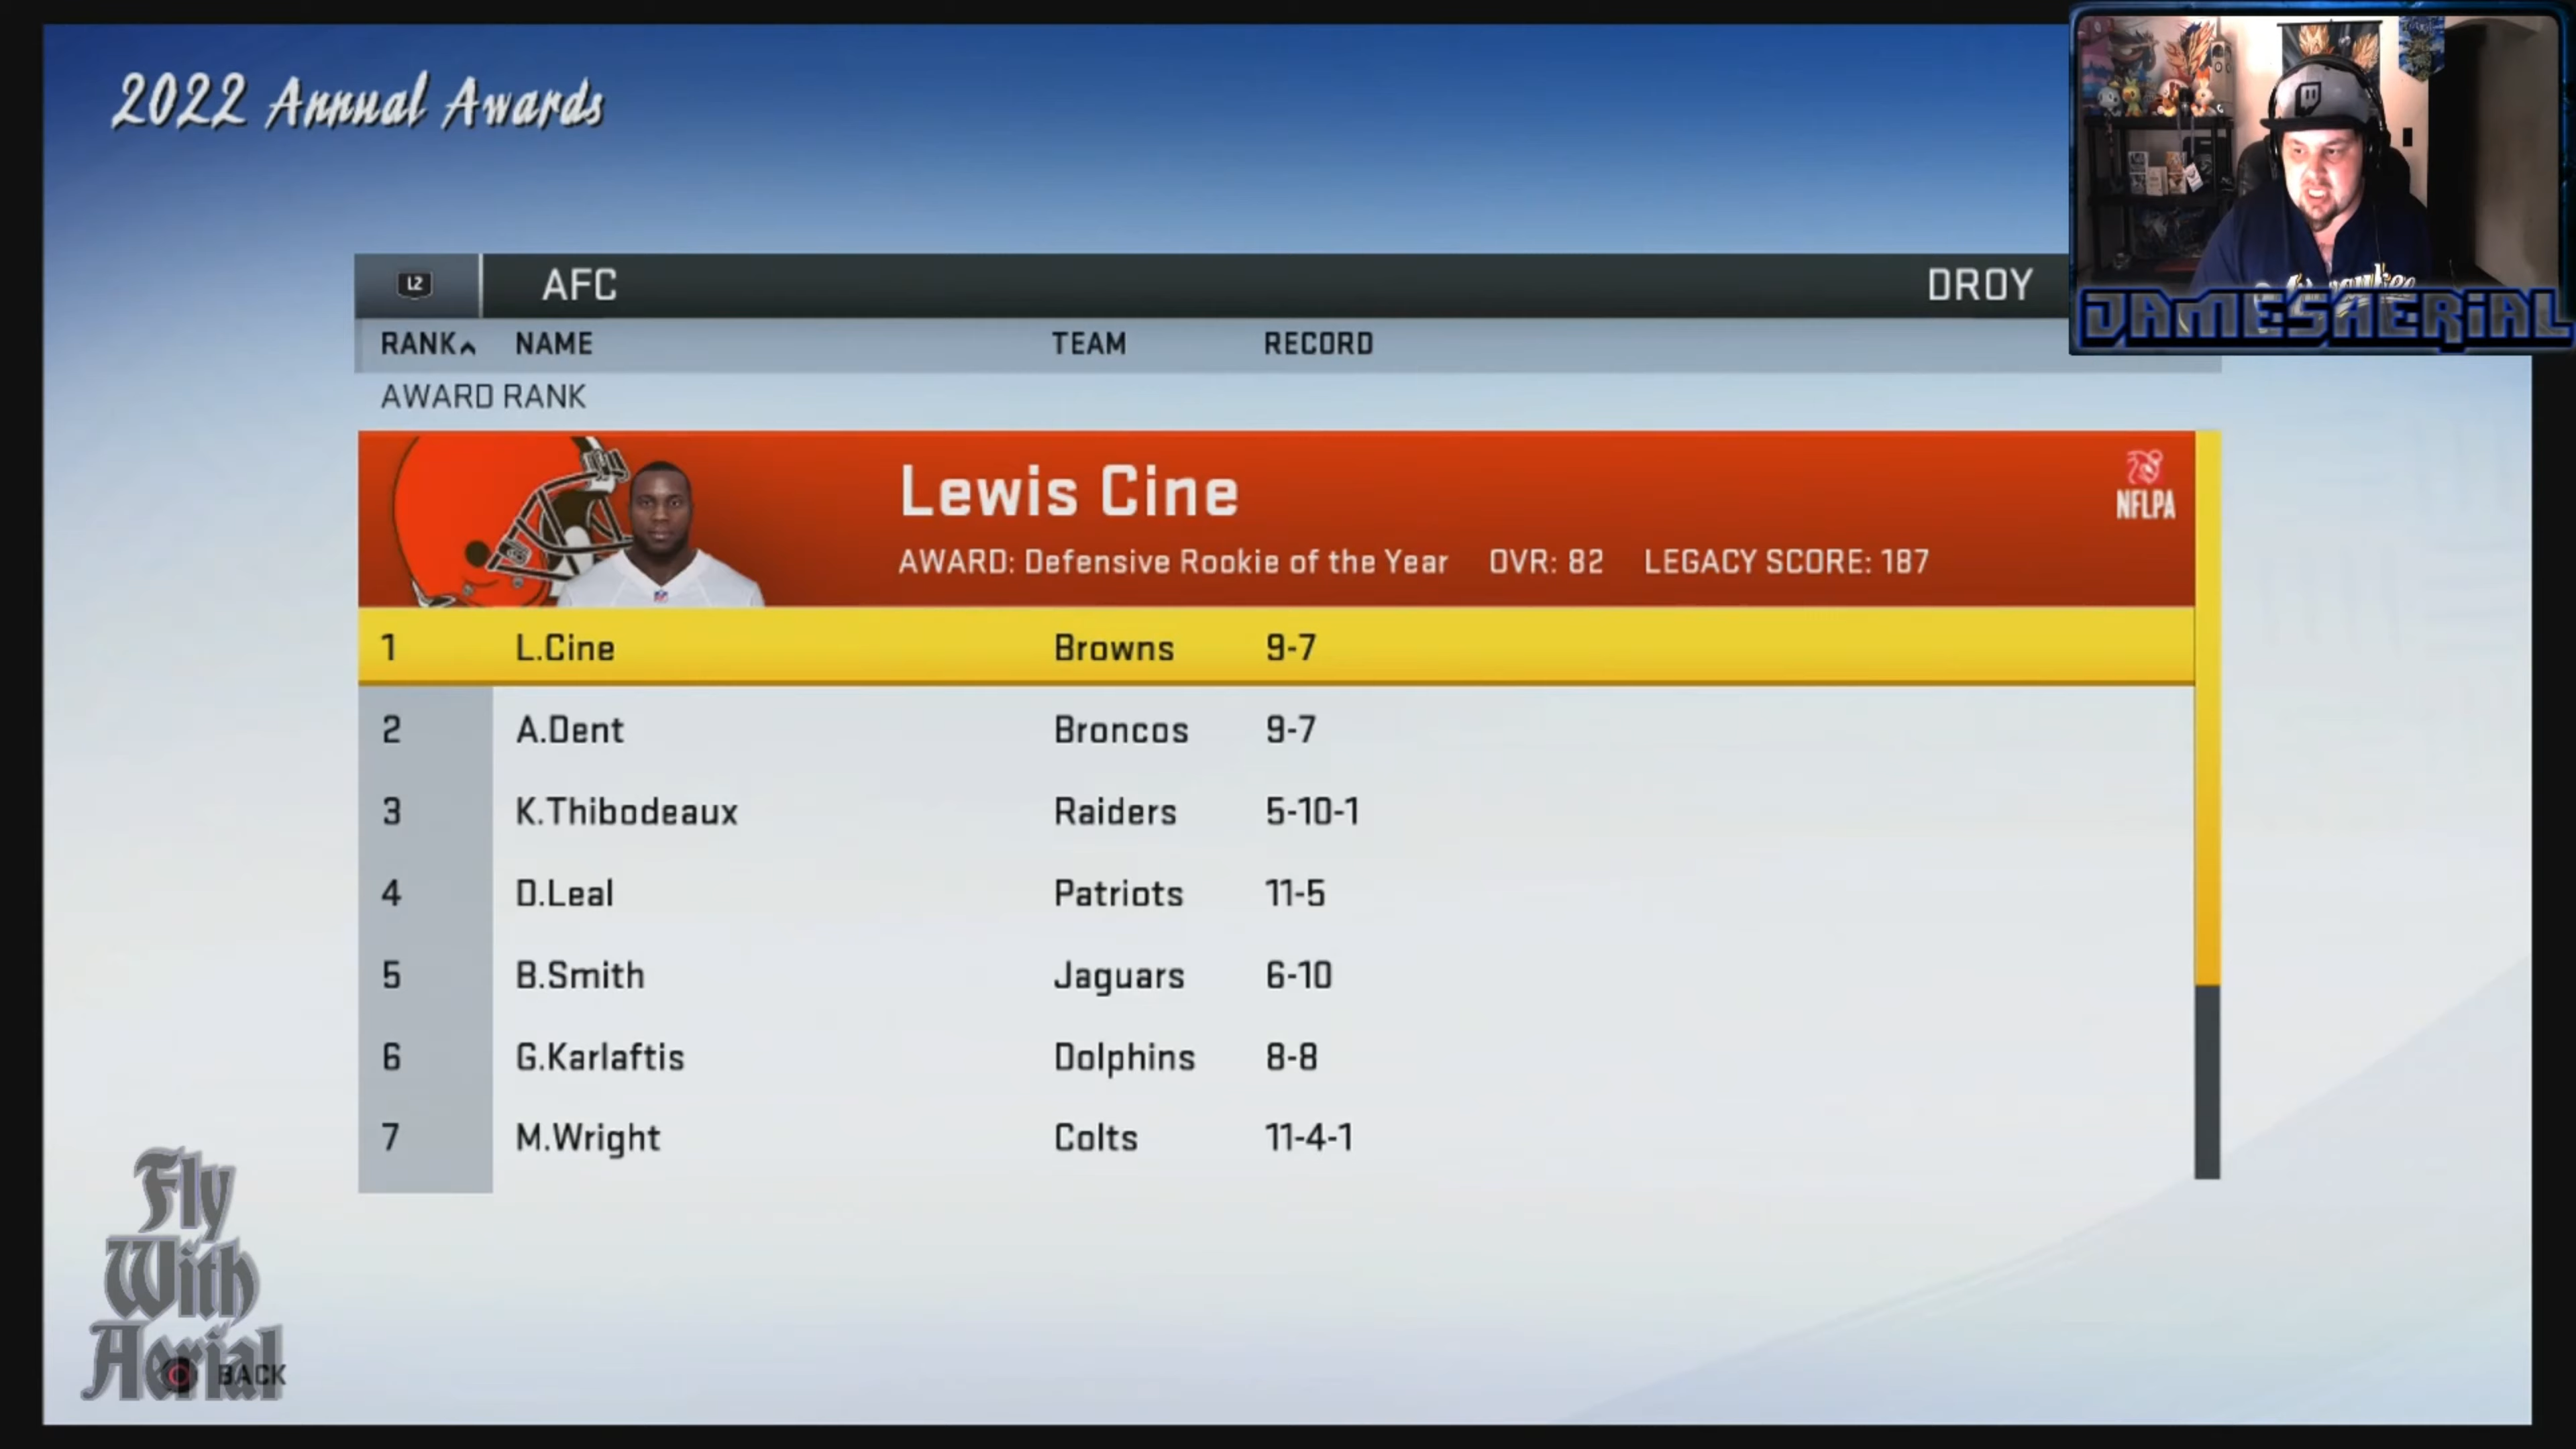 2022 Annual Awards
L2 AFC DROY
RANK NAME TEAM RECORD
AWARD RANK
Lewis Cine
NFLPA
AWARD: Defensive Rookie of the Year OVR: 82 LEGACY SCORE: 187
1 L.Cine Browns 9-7
2 A.Dent Broncos 9-7
3 K.Thibodeaux Raiders 5-10-1
4 D.Leal Patriots 11-5
5 B.Smith Jaguars 6-10
6 G.Karlaftis Dolphins 8-8
7 M.Wright Colts 11-4-1
JAMESAERIAL
Fly
With
Aerial
BACK